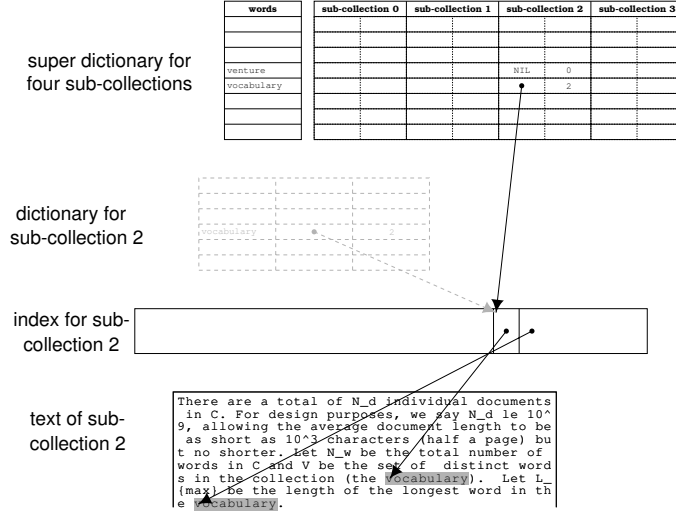 words sub-collection 0 sub-collection 1 sub-collection 2 sub-collection 3
super dictionary for
four sub-collections
venture NIL 0
vocabulary 2
dictionary for
sub-collection 2
vocabulary 2
index for sub-
collection 2
text of sub-
collection 2
There are a total of N_d individual documents
in C. For design purposes, we say N_d le 10^
9, allowing the average document length to be
as short as 10^3 characters (half a page) bu
t no shorter. Let N_w be the total number of
words in C and V be the set of distinct word
s in the collection (the vocabulary). Let L_
{max} be the length of the longest word in th
e vocabulary.